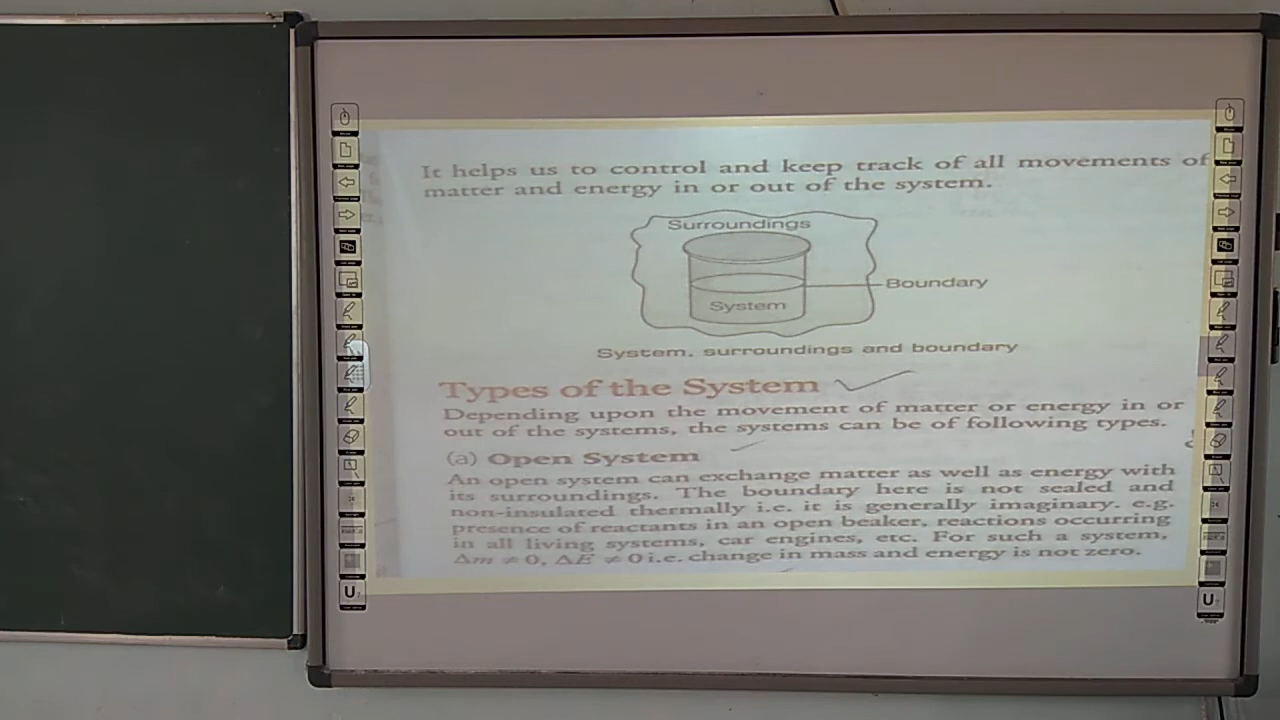 It helps us to control and keep track of all movements of
matter and energy in or out of the system.
Surroundings
System
Boundary
System, surroundings and boundary
Types of the System
Depending upon the movement of matter or energy in or
out of the systems, the systems can be of following types.
(a) Open System
An open system can exchange matter as well as energy with
its surroundings. The boundary here is not sealed and
non-insulated thermally i.e. it is generally imaginary. e.g.
presence of reactants in an open beaker, reactions occurring
in all living systems, car engines, etc. For such a system,
Δm ≠ 0, ΔE ≠ 0 i.e. change in mass and energy is not zero.